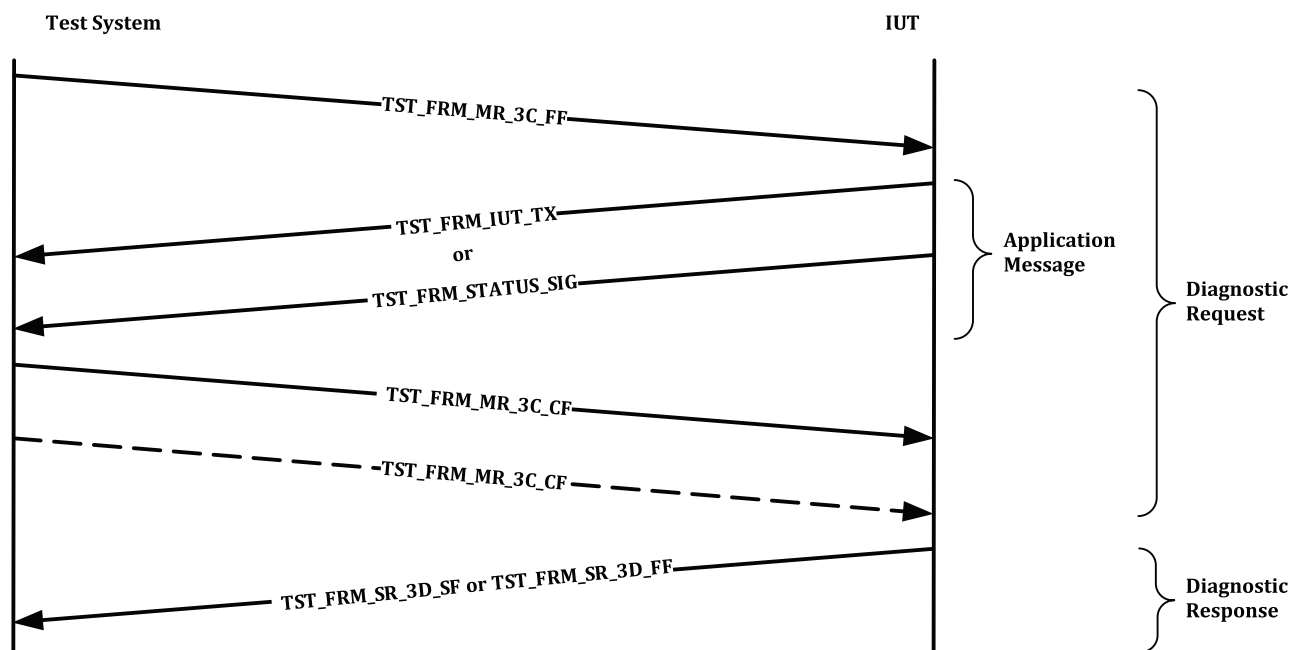 Test System
IUT
TST_FRM_MR_3C_FF
TST_FRM_IUT_TX
or
TST_FRM_STATUS_SIG
Application
Message
Diagnostic
Request
TST_FRM_MR_3C_CF
TST_FRM_MR_3C_CF
TST_FRM_SR_3D_SF or TST_FRM_SR_3D_FF
Diagnostic
Response